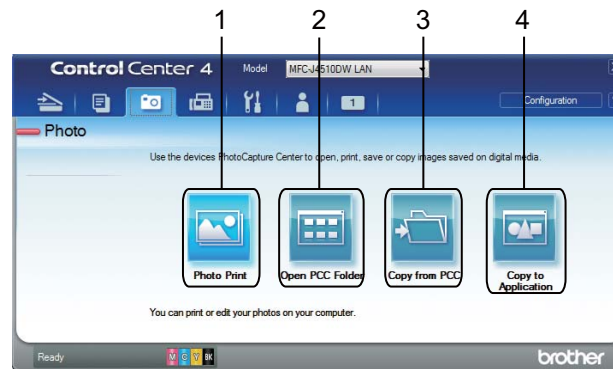 1 2 3 4
Control Center 4 Model MFC-J4510DW LAN
1 Configuration
Photo
Use the devices PhotoCapture Center to open, print, save or copy images saved on digital media.
Photo Print Open PCC Folder Copy from PCC Copy to
Application
You can print or edit your photos on your computer.
Ready M C Y BK brother